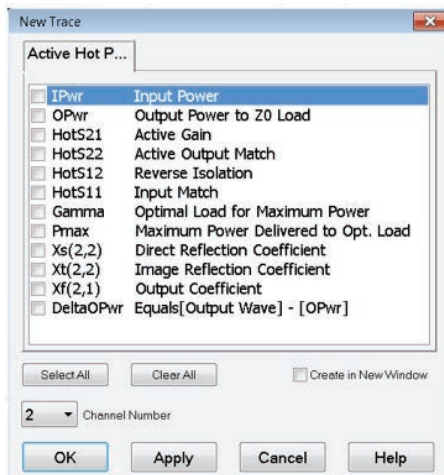 New Trace
Active Hot P...
IPwr Input Power
OPwr Output Power to Z0 Load
HotS21 Active Gain
HotS22 Active Output Match
HotS12 Reverse Isolation
HotS11 Input Match
Gamma Optimal Load for Maximum Power
Pmax Maximum Power Delivered to Opt. Load
Xs(2,2) Direct Reflection Coefficient
Xt(2,2) Image Reflection Coefficient
Xf(2,1) Output Coefficient
DeltaOPwr Equals[Output Wave] - [OPwr]
Select All Clear All Create in New Window
2 Channel Number
OK Apply Cancel Help